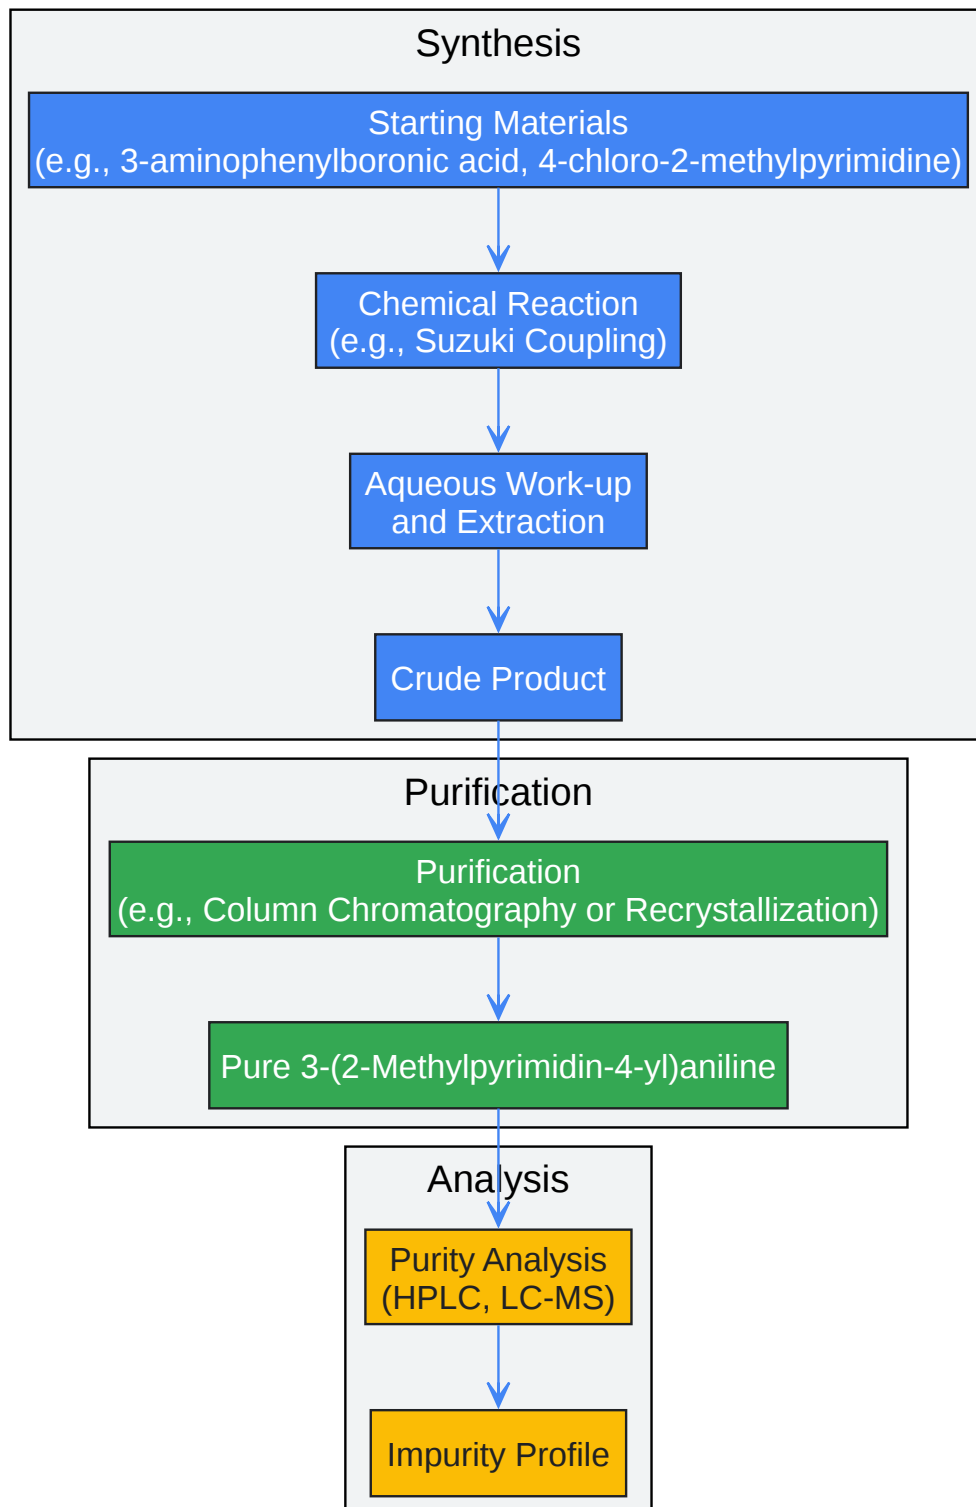 Synthesis
Starting Materials
(e.g., 3-aminophenylboronic acid, 4-chloro-2-methylpyrimidine)
Chemical Reaction
(e.g., Suzuki Coupling)
Aqueous Work-up
and Extraction
Crude Product
Purification
Purification
(e.g., Column Chromatography or Recrystallization)
Pure 3-(2-Methylpyrimidin-4-yl)aniline
Analysis
Purity Analysis
(HPLC, LC-MS)
Impurity Profile